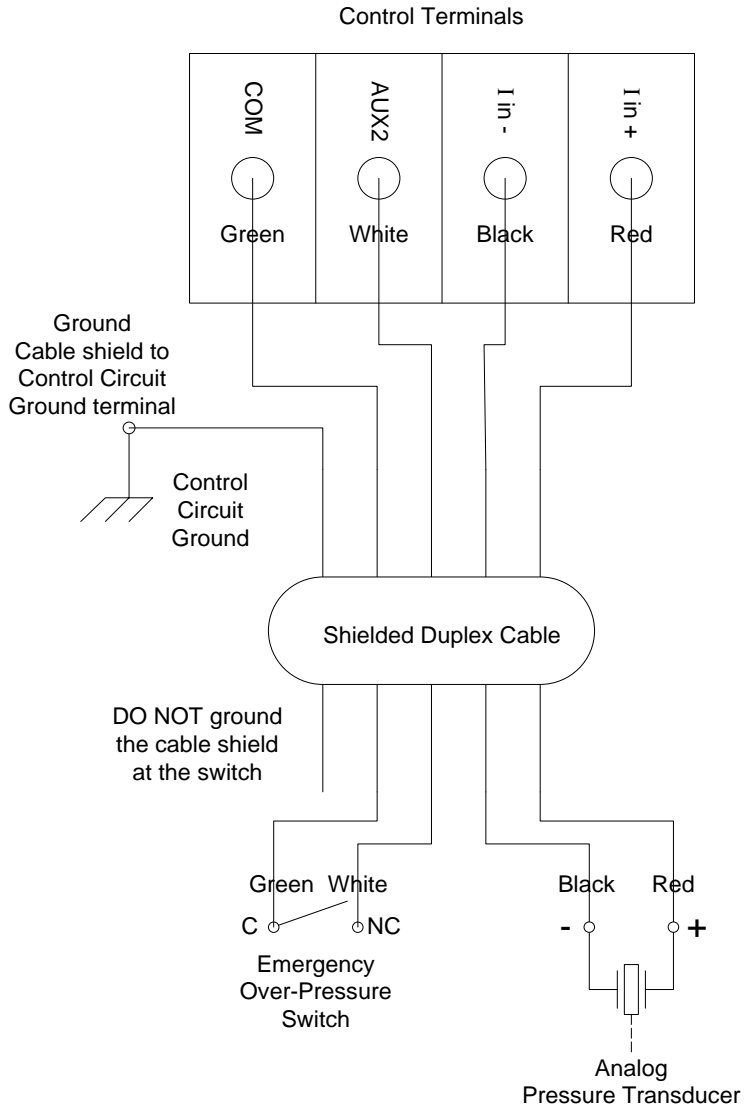 Control Terminals
COM
AUX2
I in -
I in +
Green
White
Black
Red
Ground
Cable shield to
Control Circuit
Ground terminal
Control
Circuit
Ground
Shielded Duplex Cable
DO NOT ground
the cable shield
at the switch
Green White
Black Red
C
NC
-
+
Emergency
Over-Pressure
Switch
Analog
Pressure Transducer